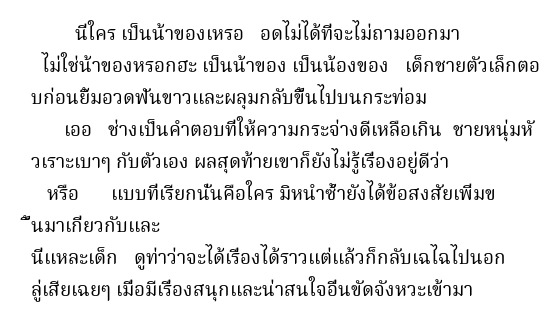 นี่ใคร เป็นน้าของเหรอ อดไม่ได้ที่จะไม่ถามออกมา
ไม่ใช่น้าของหรอกฮะ เป็นน้าของ เป็นน้องของ เด็กชายตัวเล็กตอ
บก่อนยิ้มอวดฟันขาวและผลุมกลับขึ้นไปบนกระท่อม
เออ ช่างเป็นคำตอบที่ให้ความกระจ่างดีเหลือเกิน ชายหนุ่มหั
วเราะเบาๆ กับตัวเอง ผลสุดท้ายเขาก็ยังไม่รู้เรื่องอยู่ดีว่า
หรือ แบบที่เรียกนั่นคือใคร มิหนำซ้ำยังได้ข้อสงสัยเพิ่มข
ึ้นมาเกี่ยวกับและ
นี่แหละเด็ก ดูท่าว่าจะได้เรื่องได้ราวแต่แล้วก็กลับเฉไฉไปนอก
ลู่เสียเฉยๆ เมื่อมีเรื่องสนุกและน่าสนใจอื่นขัดจังหวะเข้ามา